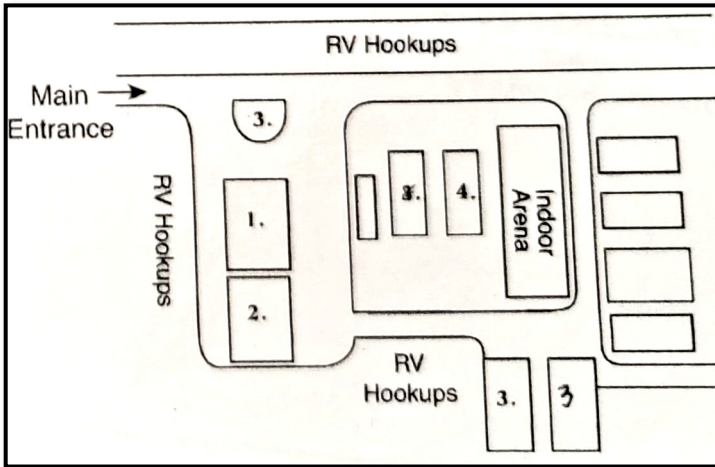 RV Hookups
Main
Entrance
3.
RV Hookups
1.
4.
Indoor
Arena
2.
RV
Hookups
3.
3